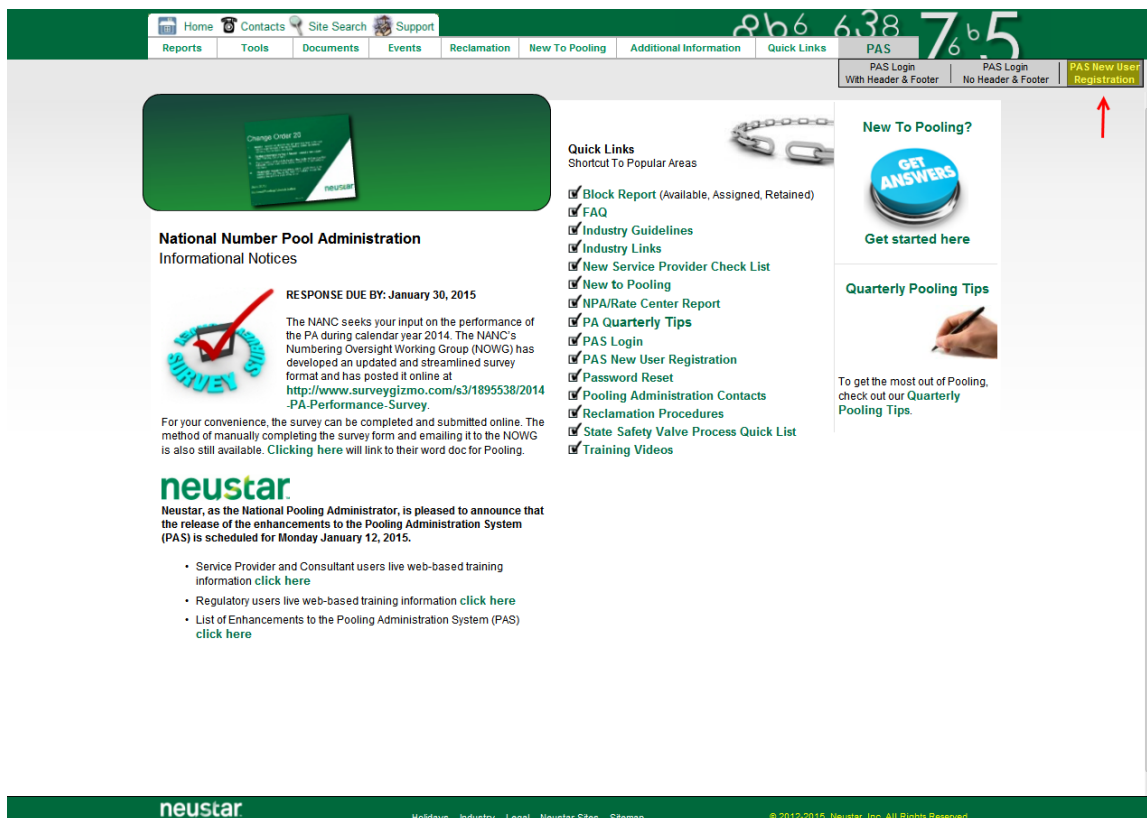 Home Contacts Site Search Support
Reports Tools Documents Events Reclamation New To Pooling Additional Information Quick Links PAS
PAS Login
With Header & Footer
PAS Login
No Header & Footer
PAS New User
Registration
Change Order 20
neustar
National Number Pool Administration
Informational Notices
SURVEY SURVEY
RESPONSE DUE BY: January 30, 2015
The NANC seeks your input on the performance of
the PA during calendar year 2014. The NANC's
Numbering Oversight Working Group (NOWG) has
developed an updated and streamlined survey
format and has posted it online at
http://www.surveygizmo.com/s3/1895538/2014
-PA-Performance-Survey.
For your convenience, the survey can be completed and submitted online. The
method of manually completing the survey form and emailing it to the NOWG
is also still available. Clicking here will link to their word doc for Pooling.
neustar
Neustar, as the National Pooling Administrator, is pleased to announce that
the release of the enhancements to the Pooling Administration System
(PAS) is scheduled for Monday January 12, 2015.
• Service Provider and Consultant users live web-based training
information click here
• Regulatory users live web-based training information click here
• List of Enhancements to the Pooling Administration System (PAS)
click here
Quick Links
Shortcut To Popular Areas
Block Report (Available, Assigned, Retained)
FAQ
Industry Guidelines
Industry Links
New Service Provider Check List
New to Pooling
NPA/Rate Center Report
PA Quarterly Tips
PAS Login
PAS New User Registration
Password Reset
Pooling Administration Contacts
Reclamation Procedures
State Safety Valve Process Quick List
Training Videos
New To Pooling?
GET
ANSWERS
Get started here
Quarterly Pooling Tips
To get the most out of Pooling,
check out our Quarterly
Pooling Tips.
neustar
Holidays Industry Legal Neustar Sites Sitemap
© 2012-2015, Neustar, Inc. All Rights Reserved